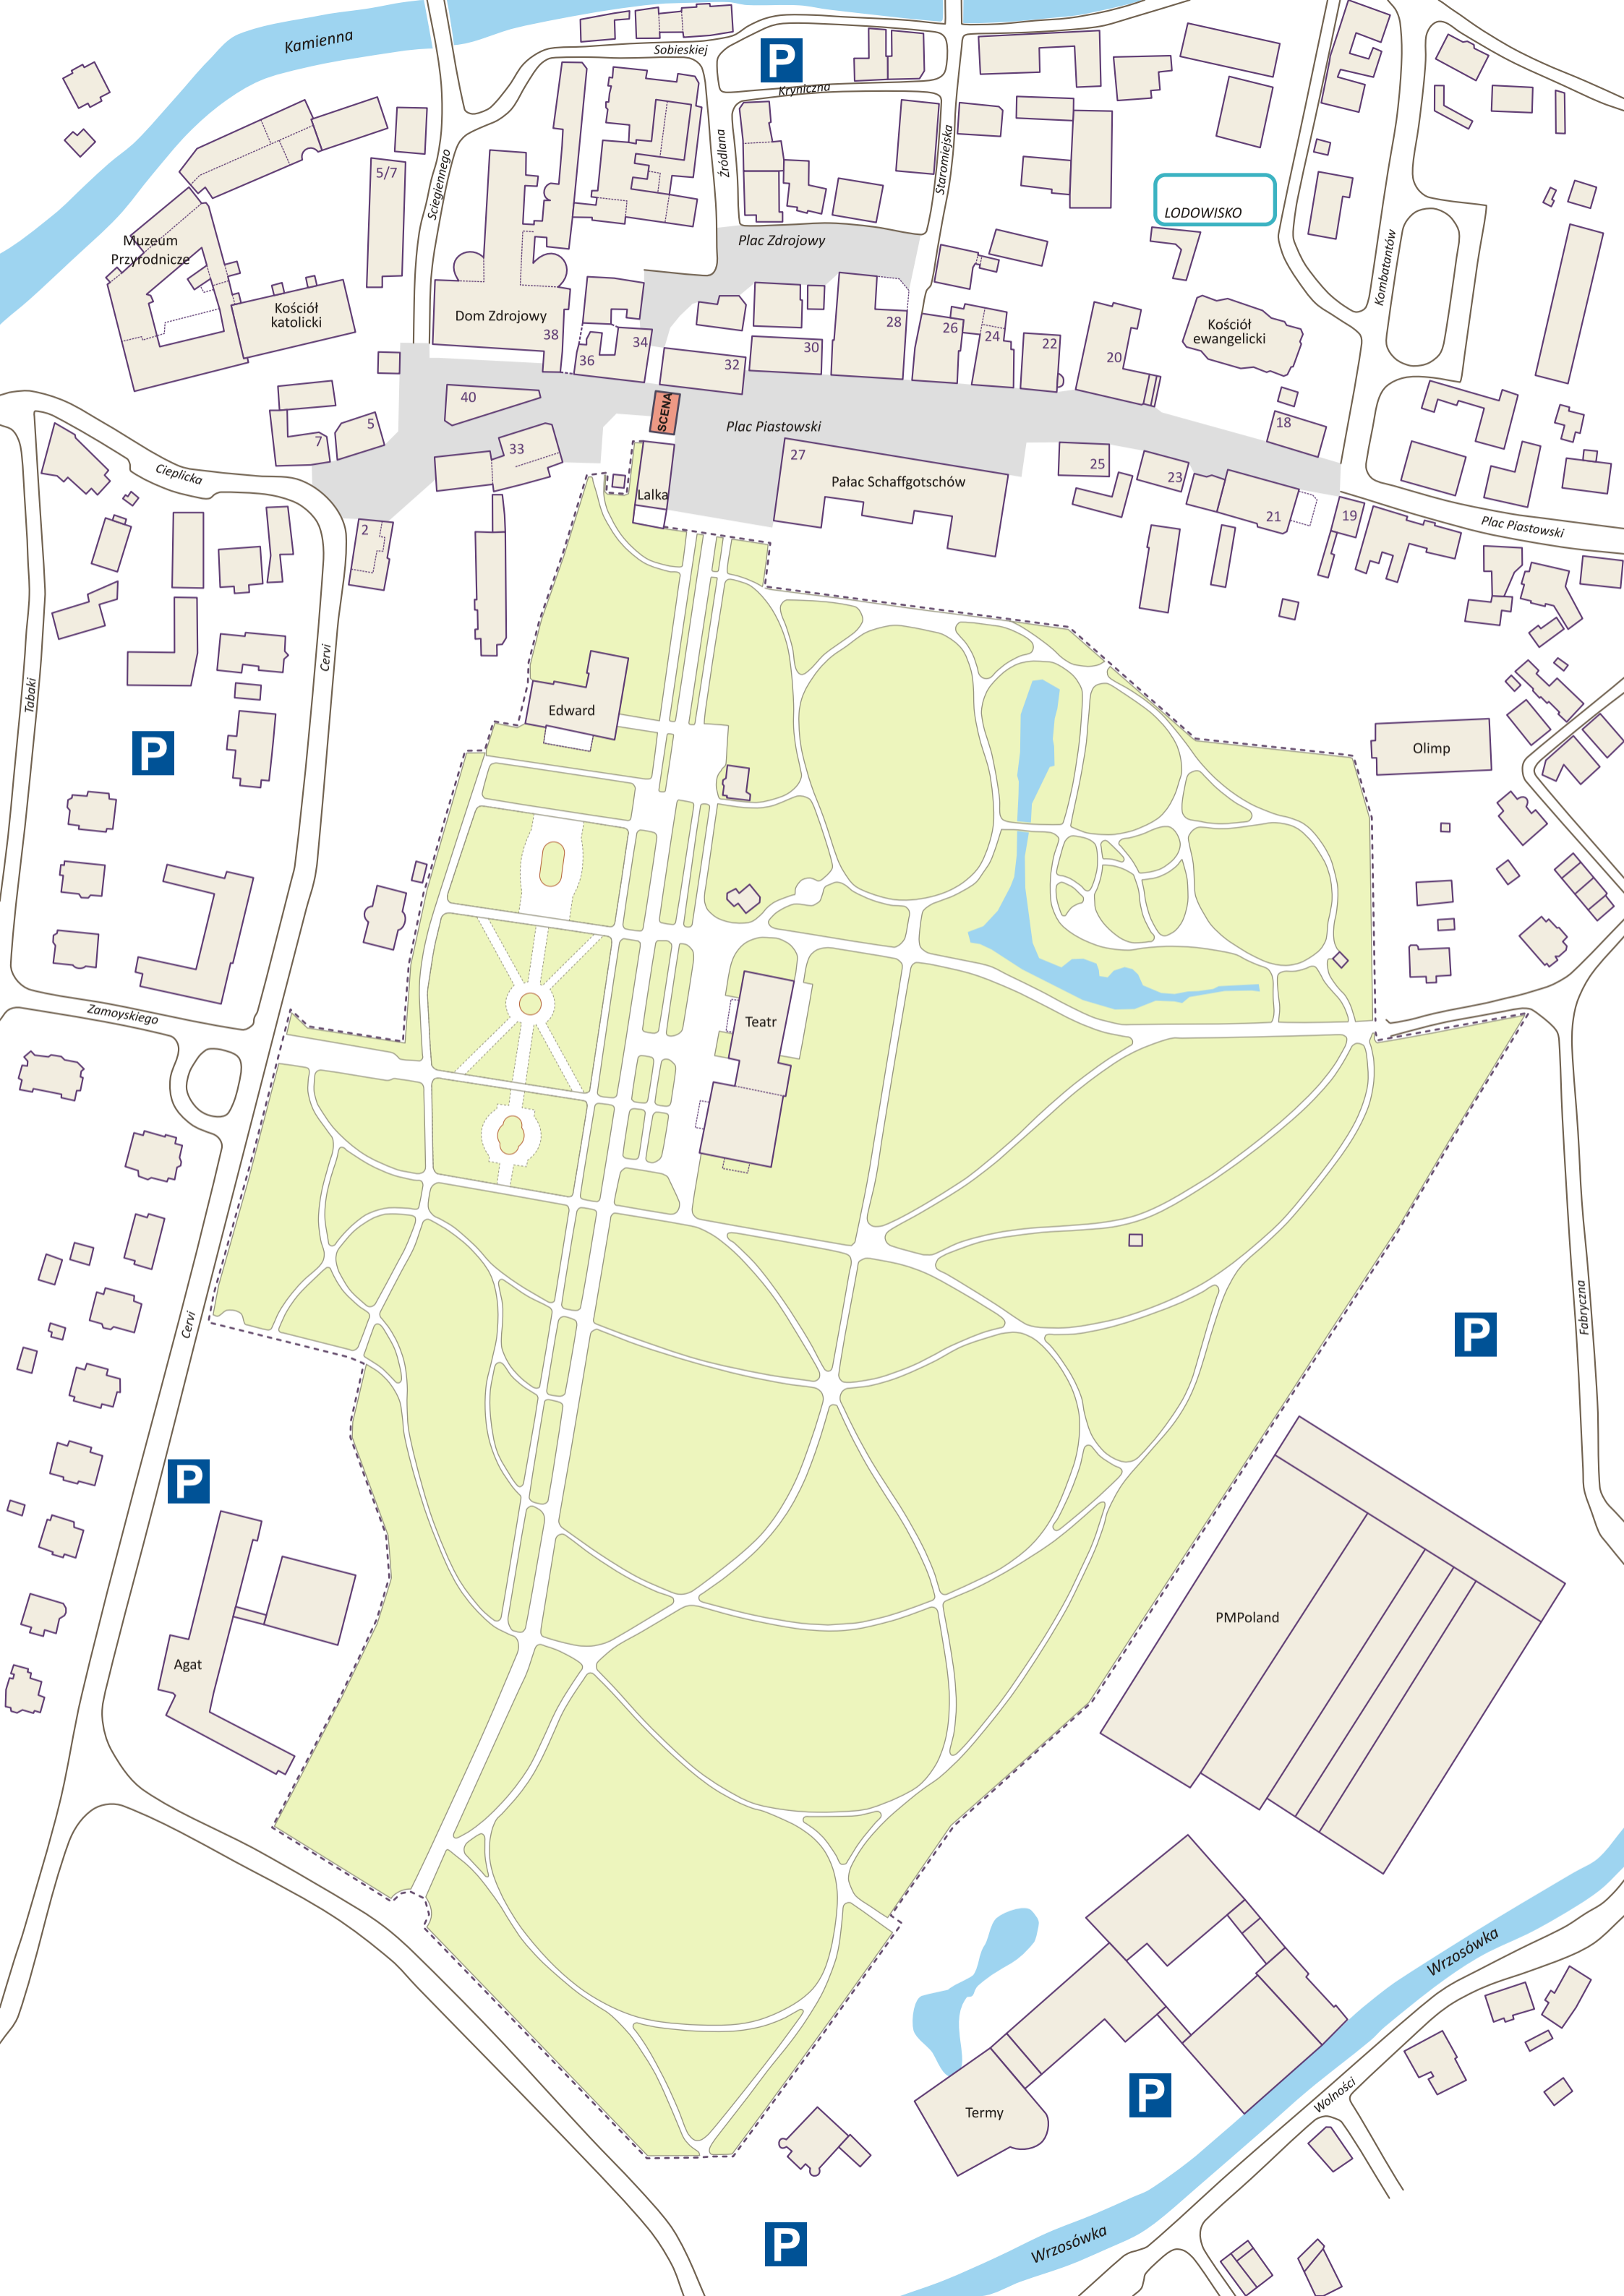 Kamienna
Sobieskiej
P
Kryniczna
5/7
Sciegiennego
Źródlana
Staromiejska
LODOWISKO
Muzeum
Przyrodnicze
Plac Zdrojowy
Kombatantów
Kościół
katolicki
Dom Zdrojowy
38
36
34
32
30
28
26
24
22
20
Kościół
ewangelicki
40
SCENA
Plac Piastowski
18
7
5
33
27
Pałac Schaffgotschów
25
23
21
19
Cieplicka
Lalka
2
Plac Piastowski
Cervi
Tabaki
Edward
P
Olimp
Zamoyskiego
Teatr
Cervi
Fabryczna
P
P
Agat
PMPoland
Wrzosówka
P
Wolności
Termy
P
Wrzosówka